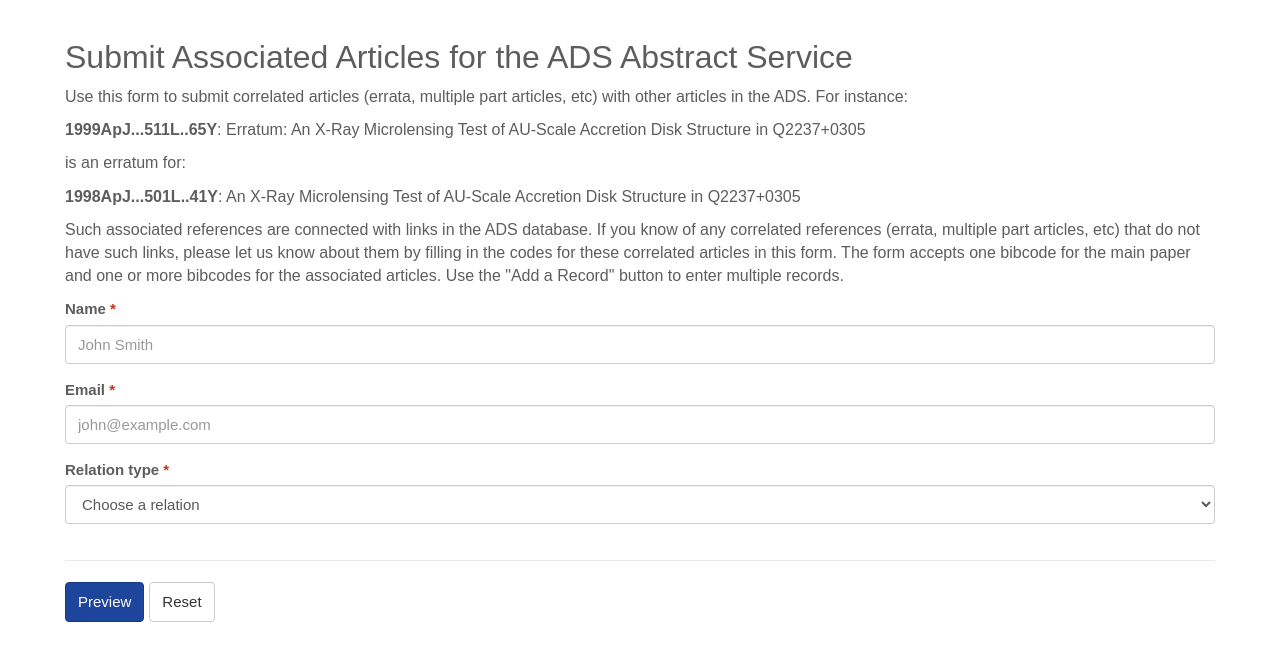 Submit Associated Articles for the ADS Abstract Service
Use this form to submit correlated articles (errata, multiple part articles, etc) with other articles in the ADS. For instance:
1999ApJ...511L..65Y: Erratum: An X-Ray Microlensing Test of AU-Scale Accretion Disk Structure in Q2237+0305
is an erratum for:
1998ApJ...501L..41Y: An X-Ray Microlensing Test of AU-Scale Accretion Disk Structure in Q2237+0305
Such associated references are connected with links in the ADS database. If you know of any correlated references (errata, multiple part articles, etc) that do not
have such links, please let us know about them by filling in the codes for these correlated articles in this form. The form accepts one bibcode for the main paper
and one or more bibcodes for the associated articles. Use the "Add a Record" button to enter multiple records.
Name *
John Smith
Email *
john@example.com
Relation type *
Choose a relation
Preview Reset